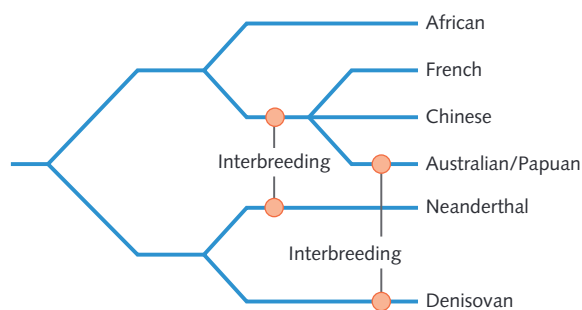 African
French
Chinese
Interbreeding
Australian/Papuan
Neanderthal
Interbreeding
Denisovan